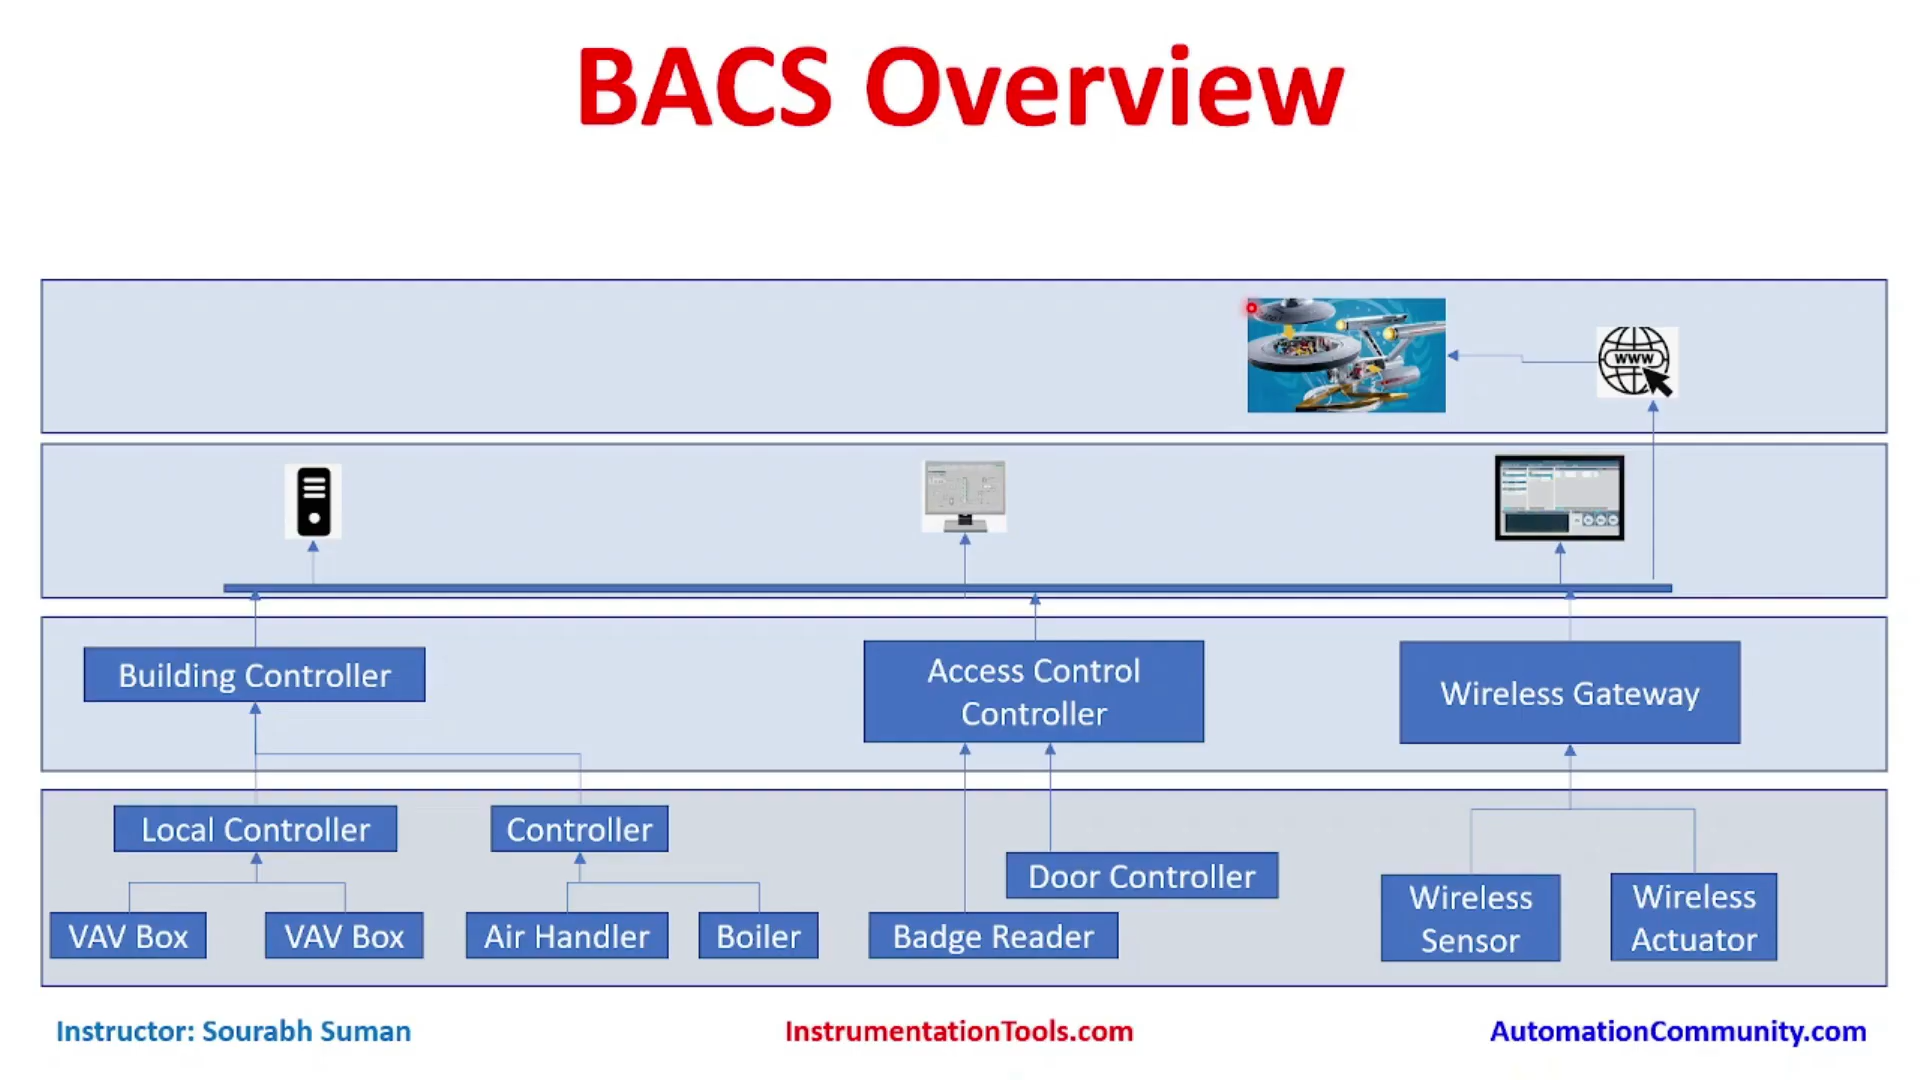 BACS Overview
WWW
Building Controller
Access Control
Controller
Wireless Gateway
Local Controller
Controller
Door Controller
VAV Box
VAV Box
Air Handler
Boiler
Badge Reader
Wireless
Sensor
Wireless
Actuator
Instructor: Sourabh Suman
InstrumentationTools.com
AutomationCommunity.com